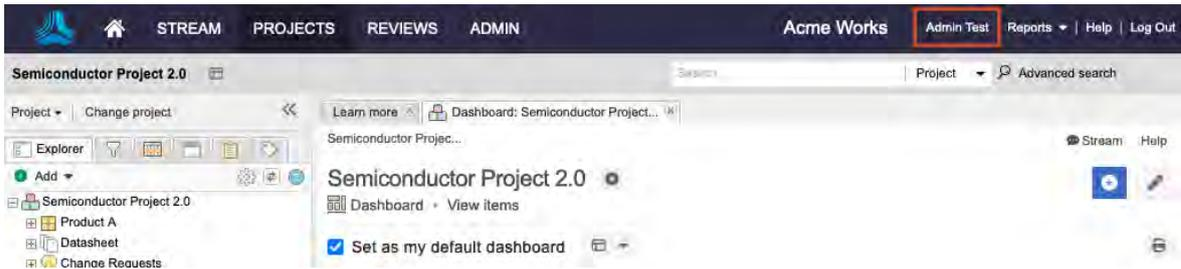 STREAM PROJECTS REVIEWS ADMIN Acme Works Admin Test Reports | Help | Log Out
Semiconductor Project 2.0 Search Project Advanced search
Project | Change project Learn more Dashboard: Semiconductor Project...
Semiconductor Projec... Stream Help
Explorer
Add
Semiconductor Project 2.0
Product A
Datasheet
Change Requests
Semiconductor Project 2.0
Dashboard View items
Set as my default dashboard